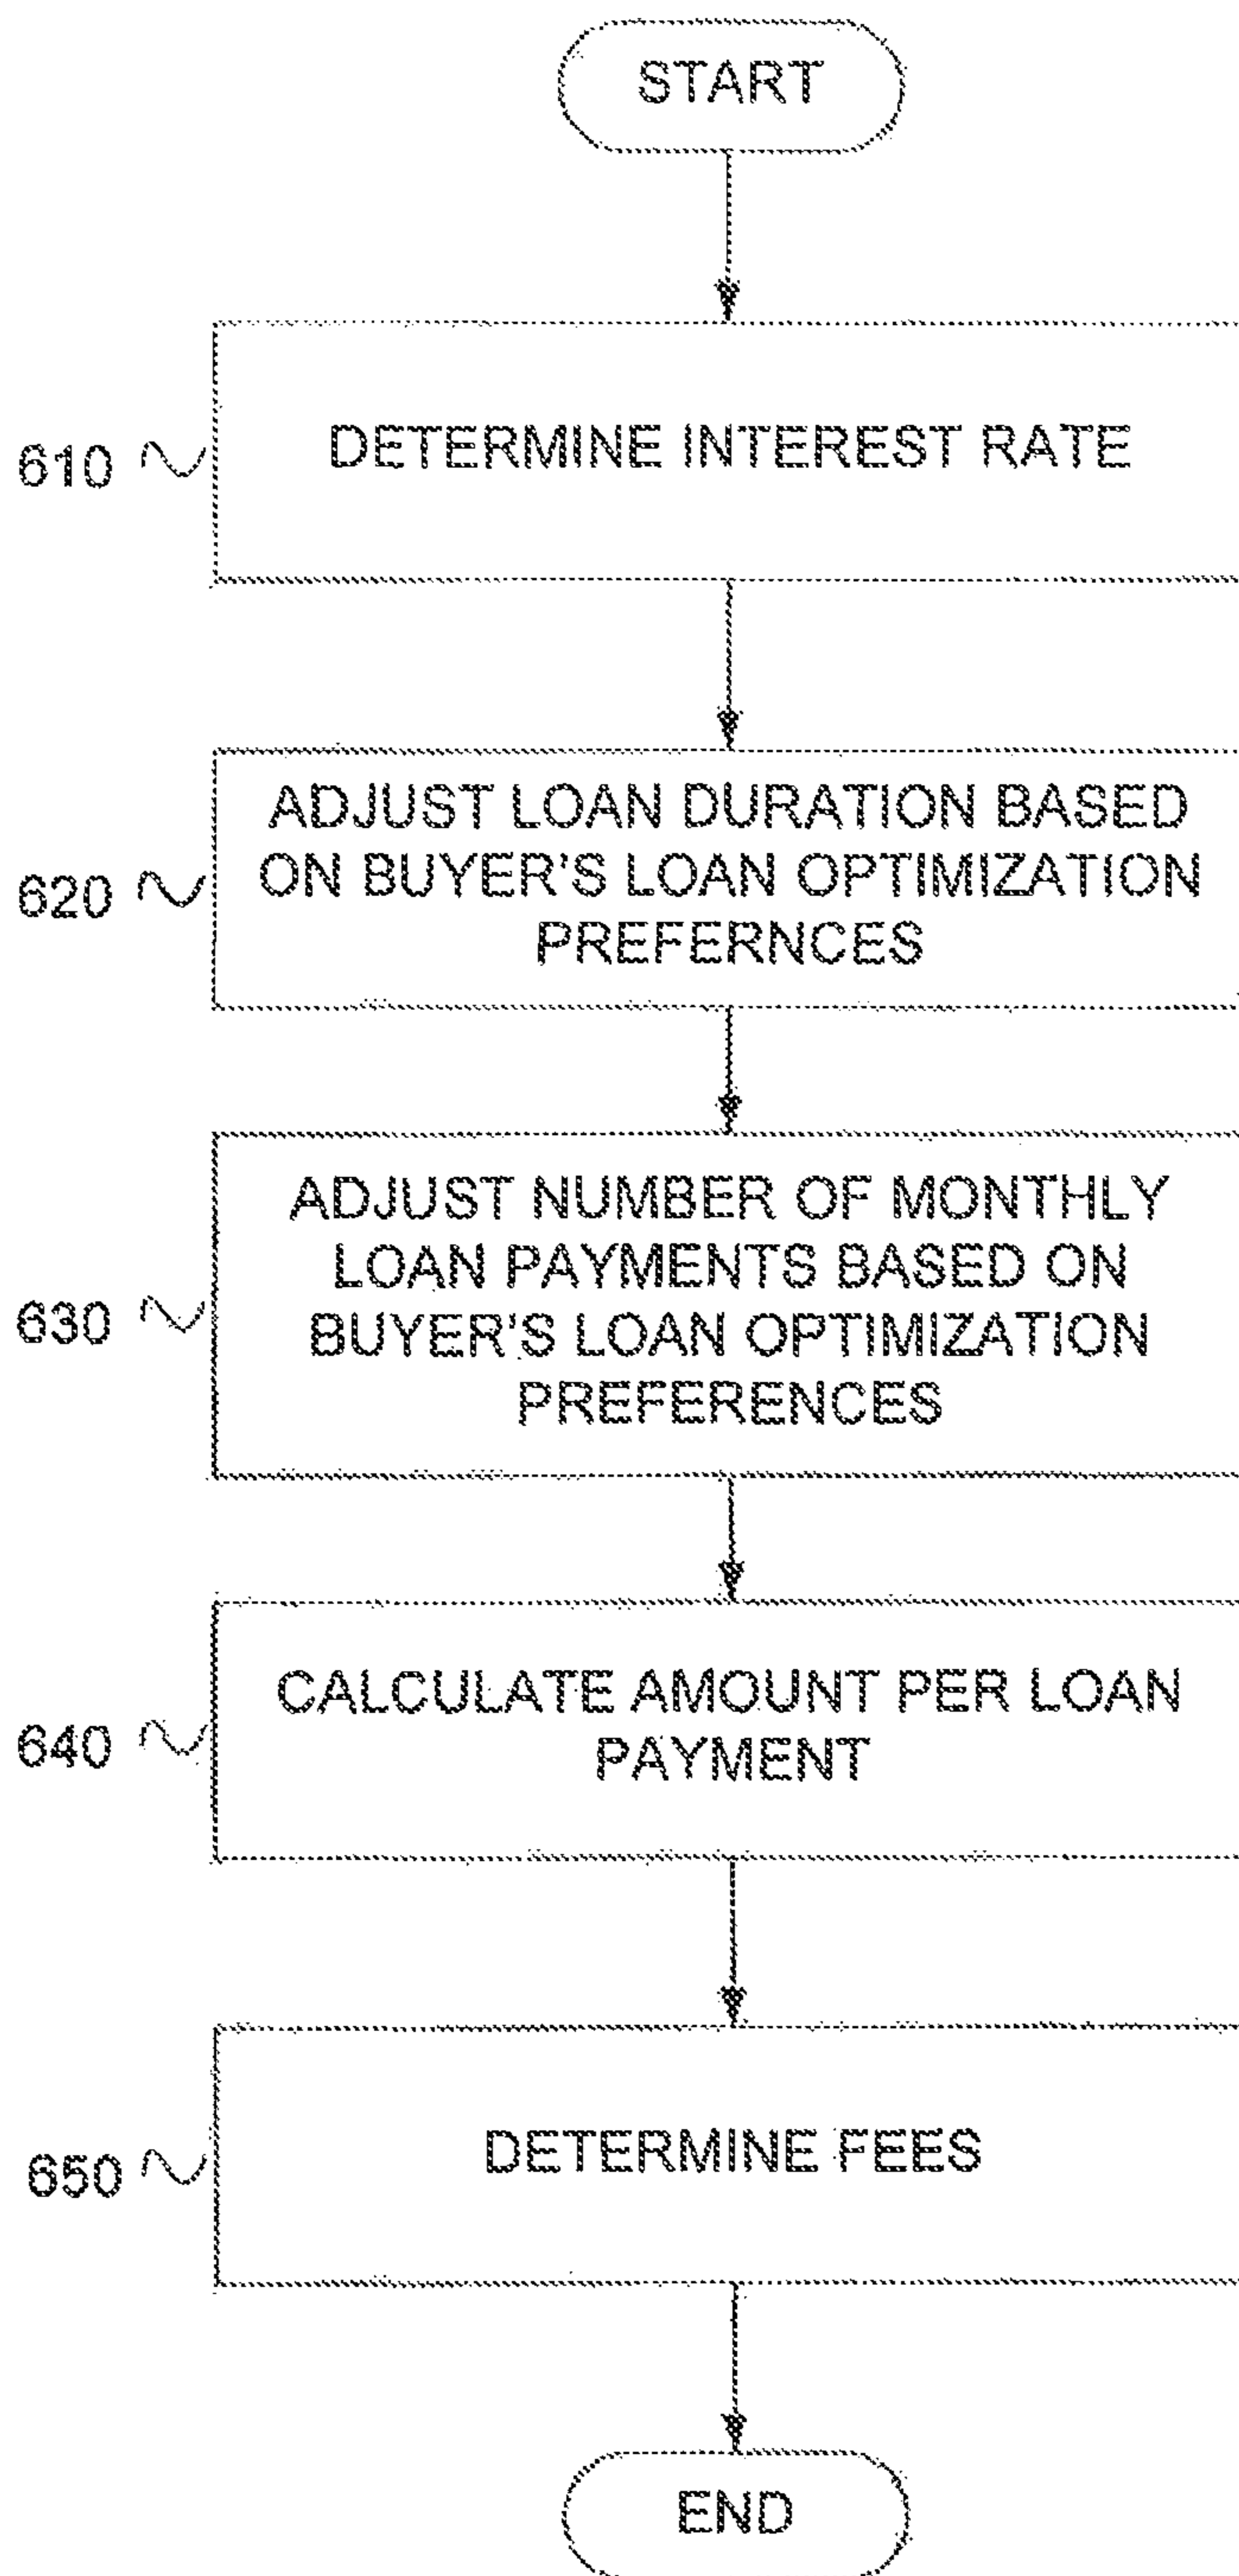 START
610
DETERMINE INTEREST RATE
620
ADJUST LOAN DURATION BASED
ON BUYER'S LOAN OPTIMIZATION
PREFERNCES
630
ADJUST NUMBER OF MONTHLY
LOAN PAYMENTS BASED ON
BUYER'S LOAN OPTIMIZATION
PREFERENCES
640
CALCULATE AMOUNT PER LOAN
PAYMENT
650
DETERMINE FEES
END